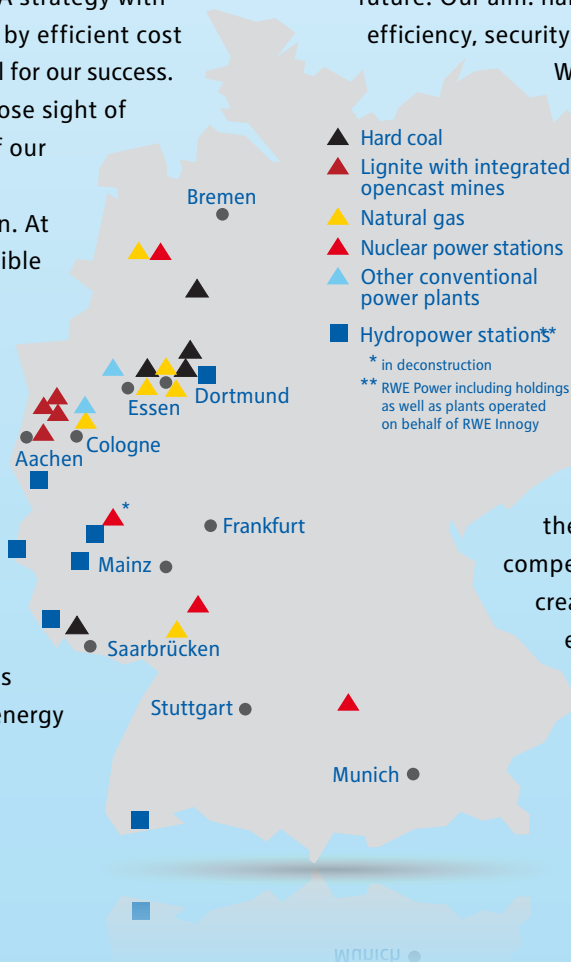 A strategy with
by efficient cost
l for our success.
ose sight of
f our
n. At
ible
future. Our aim: har
efficiency, security
W
Hard coal
Lignite with integrated
opencast mines
Natural gas
Nuclear power stations
Other conventional
power plants
Hydropower stations**
* in deconstruction
** RWE Power including holdings
as well as plants operated
on behalf of RWE Innogy
Bremen
Essen
Dortmund
Cologne
Aachen
*
Frankfurt
Mainz
Saarbrücken
Stuttgart
Munich
the
compe
crea
e
s
energy
Munich